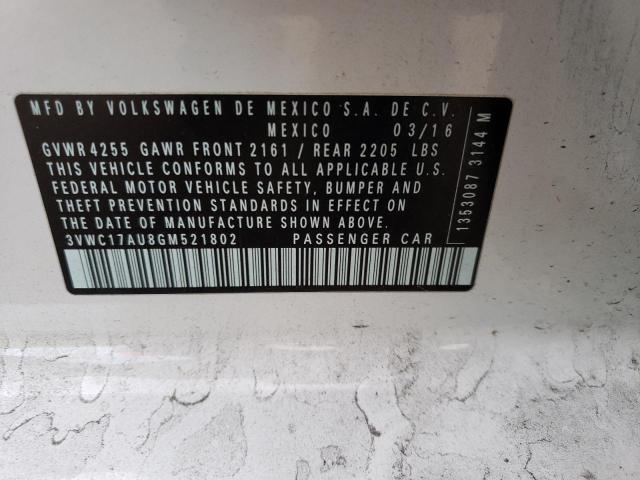 MFD BY VOLKSWAGEN DE MEXICO S.A. DE C.V.
MEXICO 03/16
GVWR 4255 GAWR FRONT 2161 / REAR 2205 LBS
THIS VEHICLE CONFORMS TO ALL APPLICABLE U.S.
FEDERAL MOTOR VEHICLE SAFETY, BUMPER AND
THEFT PREVENTION STANDARDS IN EFFECT ON
THE DATE OF MANUFACTURE SHOWN ABOVE.
3VWC17AU8GM521802 PASSENGER CAR
1353087 3144 M